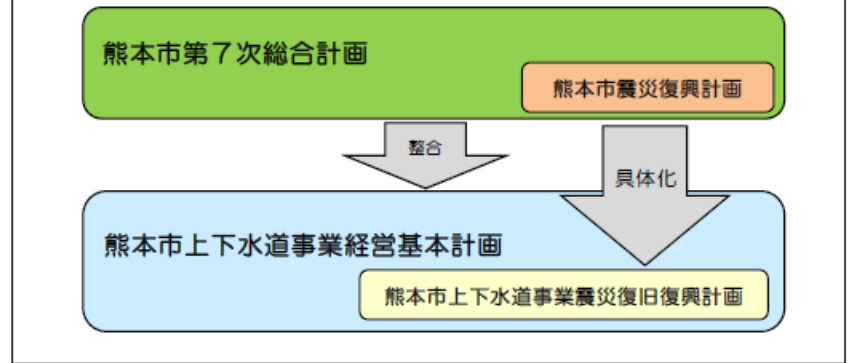 熊本市第７次総合計画
熊本市震災復興計画
整合
具体化
熊本市上下水道事業経営基本計画
熊本市上下水道事業震災復旧復興計画